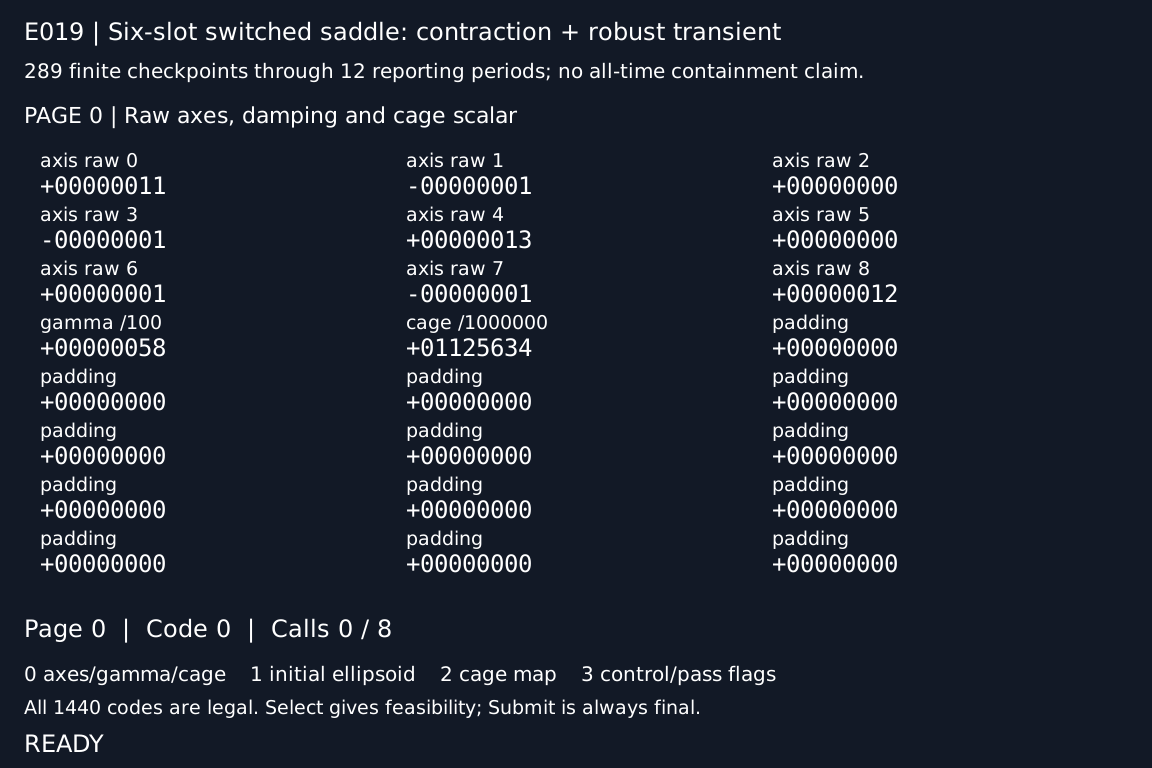 E019 | Six-slot switched saddle: contraction + robust transient
289 finite checkpoints through 12 reporting periods; no all-time containment claim.
PAGE 0 | Raw axes, damping and cage scalar
axis raw 0 axis raw 1 axis raw 2
+00000011 -00000001 +00000000
axis raw 3 axis raw 4 axis raw 5
-00000001 +00000013 +00000000
axis raw 6 axis raw 7 axis raw 8
+00000001 -00000001 +00000012
gamma /100 cage /1000000 padding
+00000058 +01125634 +00000000
padding padding padding
+00000000 +00000000 +00000000
padding padding padding
+00000000 +00000000 +00000000
padding padding padding
+00000000 +00000000 +00000000
padding padding padding
+00000000 +00000000 +00000000
Page 0 | Code 0 | Calls 0 / 8
0 axes/gamma/cage 1 initial ellipsoid 2 cage map 3 control/pass flags
All 1440 codes are legal. Select gives feasibility; Submit is always final.
READY